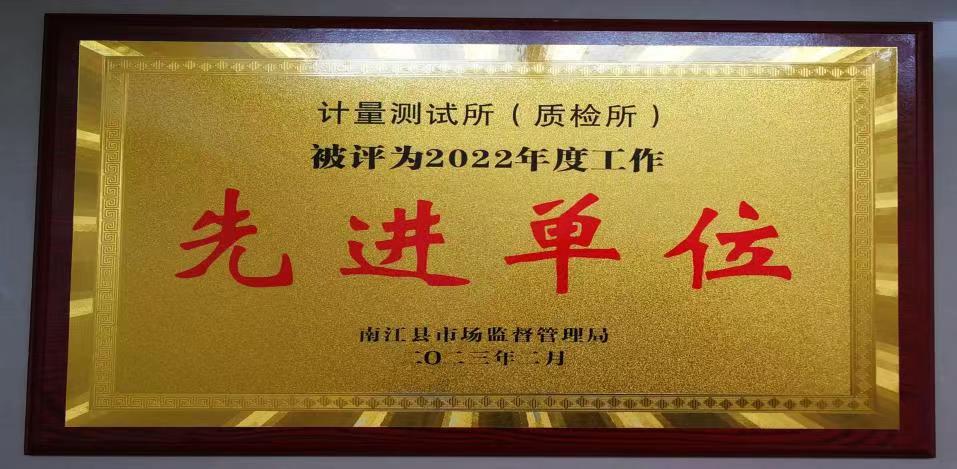 计量测试所（质检所）
被评为2022年度工作
先进单位
南江县市场监督管理局
二〇二三年二月